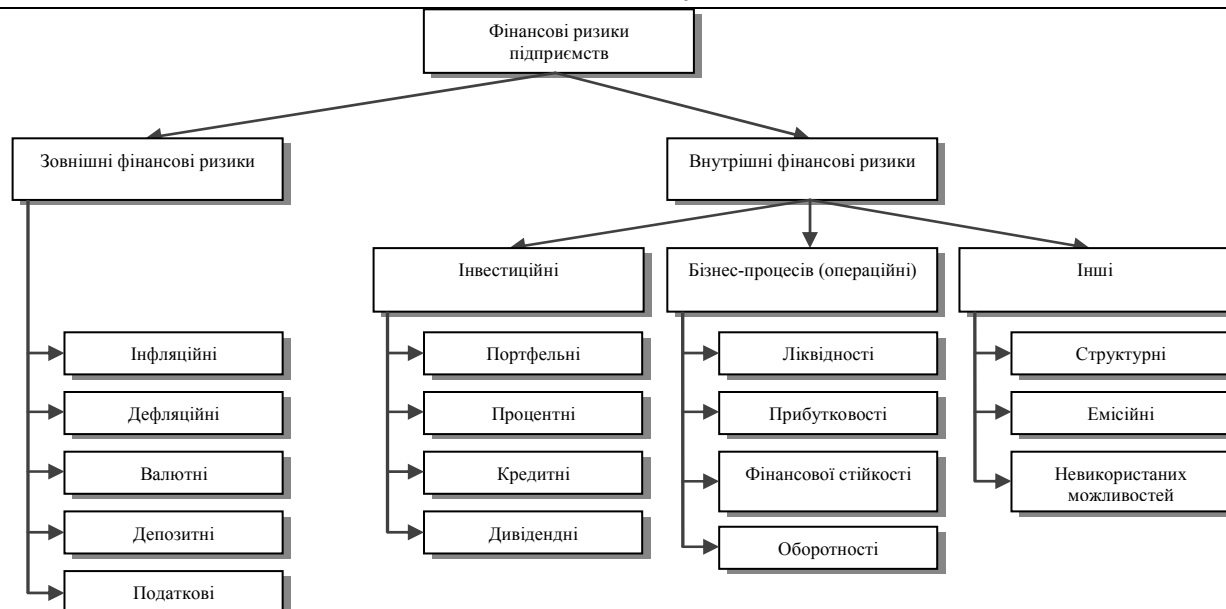 Фінансові ризики
підприємств
Зовнішні фінансові ризики
Внутрішні фінансові ризики
Інвестиційні
Бізнес-процесів (операційні)
Інші
Інфляційні
Дефляційні
Валютні
Депозитні
Податкові
Портфельні
Процентні
Кредитні
Дивідендні
Ліквідності
Прибутковості
Фінансової стійкості
Оборотності
Структурні
Емісійні
Невикористаних
можливостей